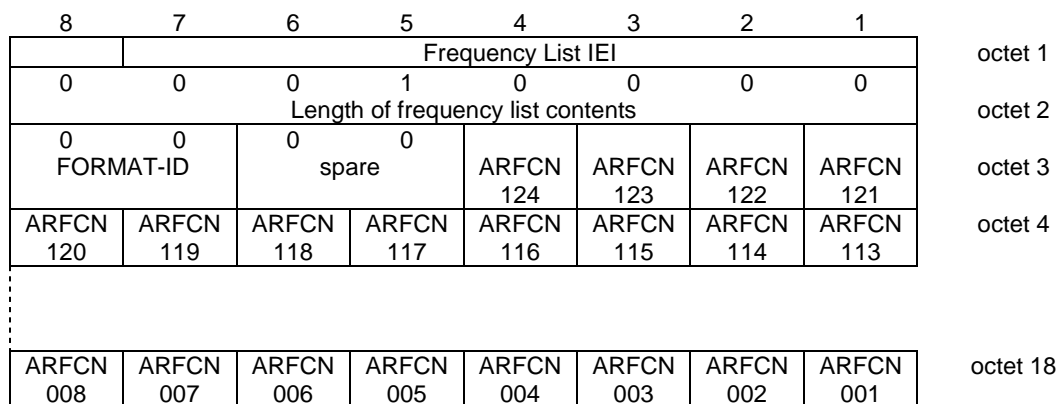 8 7 6 5 4 3 2 1
Frequency List IEI octet 1
0 0 0 1 0 0 0 0
Length of frequency list contents octet 2
0 0 0 0
FORMAT-ID spare ARFCN ARFCN ARFCN ARFCN octet 3
124 123 122 121
ARFCN ARFCN ARFCN ARFCN ARFCN ARFCN ARFCN ARFCN octet 4
120 119 118 117 116 115 114 113
ARFCN ARFCN ARFCN ARFCN ARFCN ARFCN ARFCN ARFCN octet 18
008 007 006 005 004 003 002 001